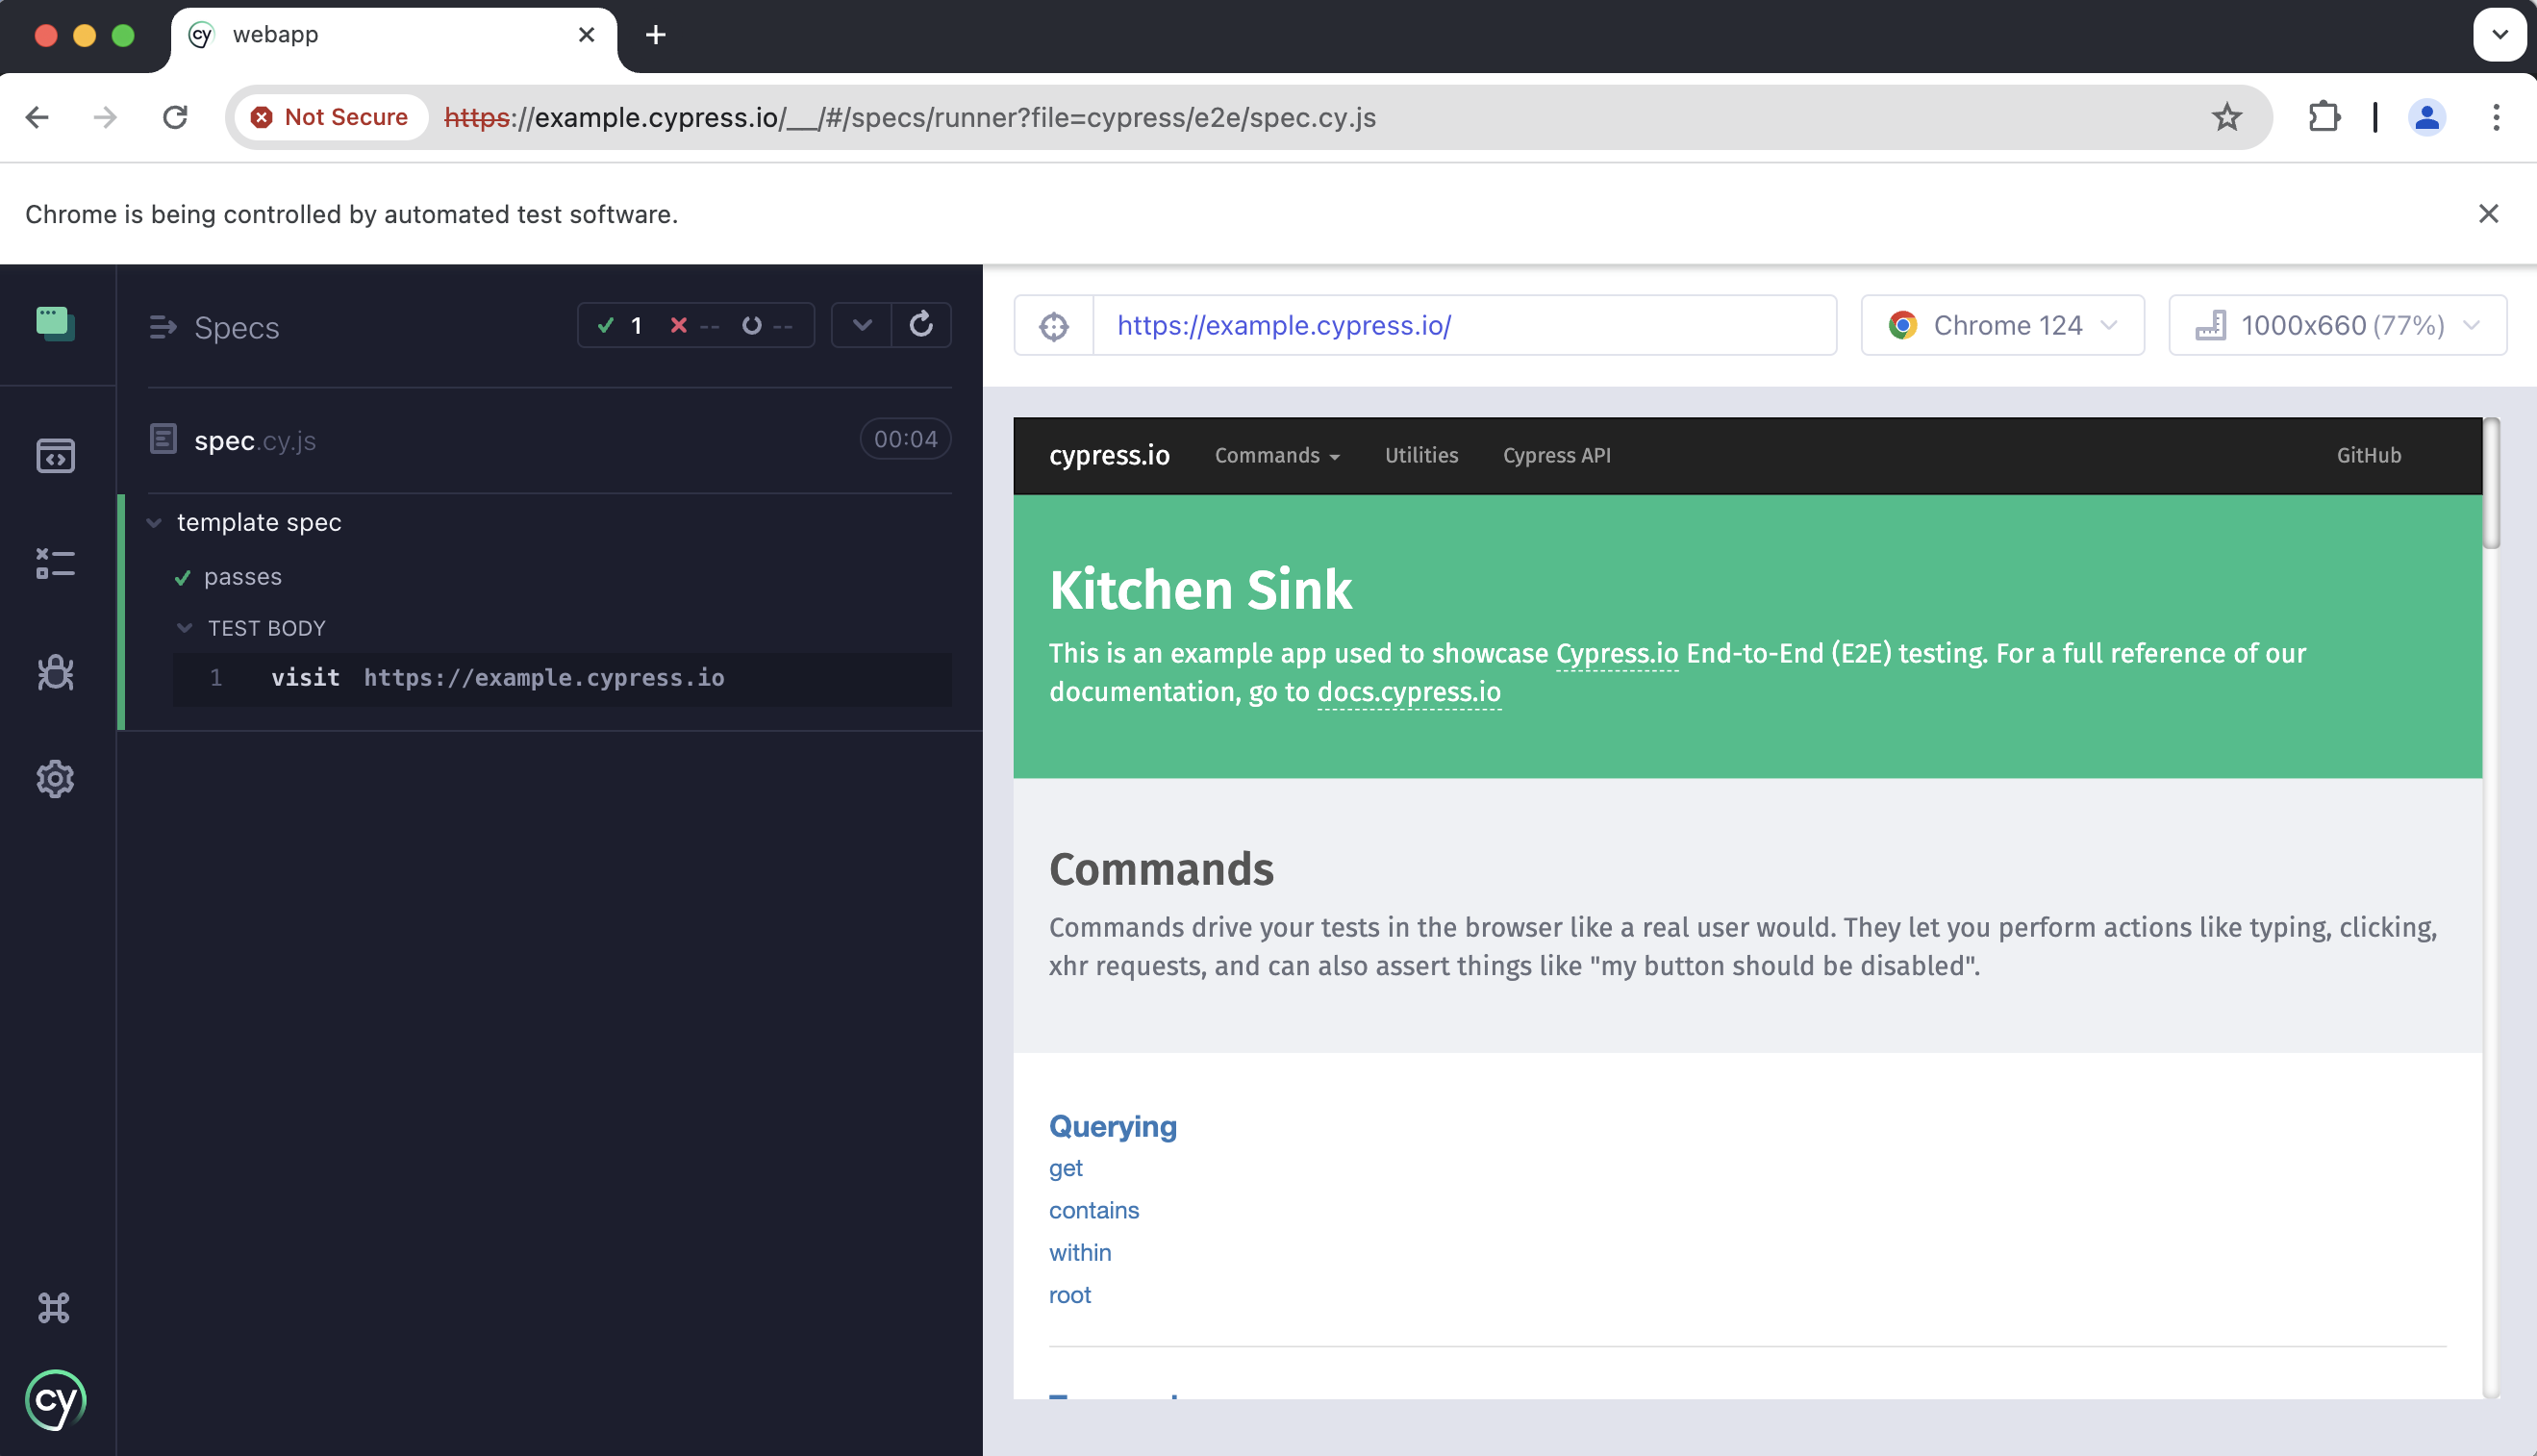 cy webapp
Not Secure https://example.cypress.io/__/#/specs/runner?file=cypress/e2e/spec.cy.js
Chrome is being controlled by automated test software.
Specs 1 -- --
spec.cy.js 00:04
template spec
passes
TEST BODY
1 visit https://example.cypress.io
cy
https://example.cypress.io/ Chrome 124 1000x660 (77%)
cypress.io Commands Utilities Cypress API GitHub
Kitchen Sink
This is an example app used to showcase Cypress.io End-to-End (E2E) testing. For a full reference of our
documentation, go to docs.cypress.io
Commands
Commands drive your tests in the browser like a real user would. They let you perform actions like typing, clicking,
xhr requests, and can also assert things like "my button should be disabled".
Querying
get
contains
within
root